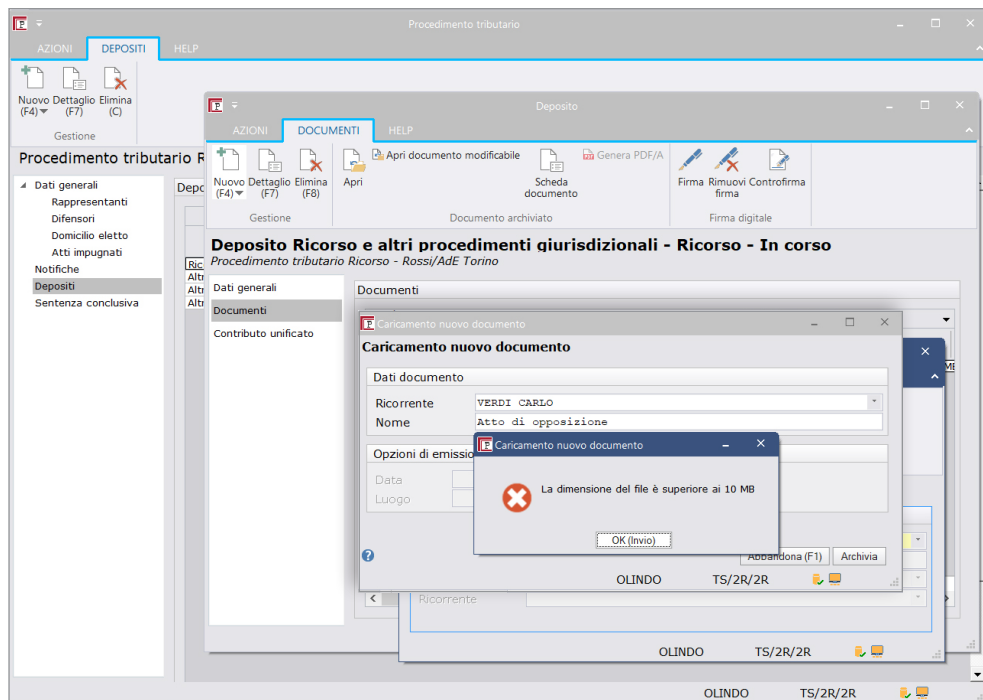 Procedimento tributario
AZIONI DEPOSITI HELP
Nuovo (F4) Dettaglio (F7) Elimina (C)
Gestione
Procedimento tributario R
Dati generali
Rappresentanti
Difensori
Domicilio eletto
Atti impugnati
Notifiche
Depositi
Sentenza conclusiva
Depo
Ric
Altr
Altr
Altr
Deposito
AZIONI DOCUMENTI HELP
Nuovo (F4) Dettaglio (F7) Elimina (F8)
Gestione
Apri
Apri documento modificabile
Scheda documento
Genera PDF/A
Documento archiviato
Firma Rimuovi firma Controfirma
Firma digitale
Deposito Ricorso e altri procedimenti giurisdizionali - Ricorso - In corso
Procedimento tributario Ricorso - Rossi/AdE Torino
Dati generali
Documenti
Contributo unificato
Documenti
Caricamento nuovo documento
Caricamento nuovo documento
Dati documento
Ricorrente VERDI CARLO
Nome Atto di opposizione
Opzioni di emissio
Data
Luogo
Caricamento nuovo documento
La dimensione del file è superiore ai 10 MB
OK (Invio)
Abbandona (F1) Archivia
OLINDO TS/2R/2R
Ricorrente
OLINDO TS/2R/2R
OLINDO TS/2R/2R